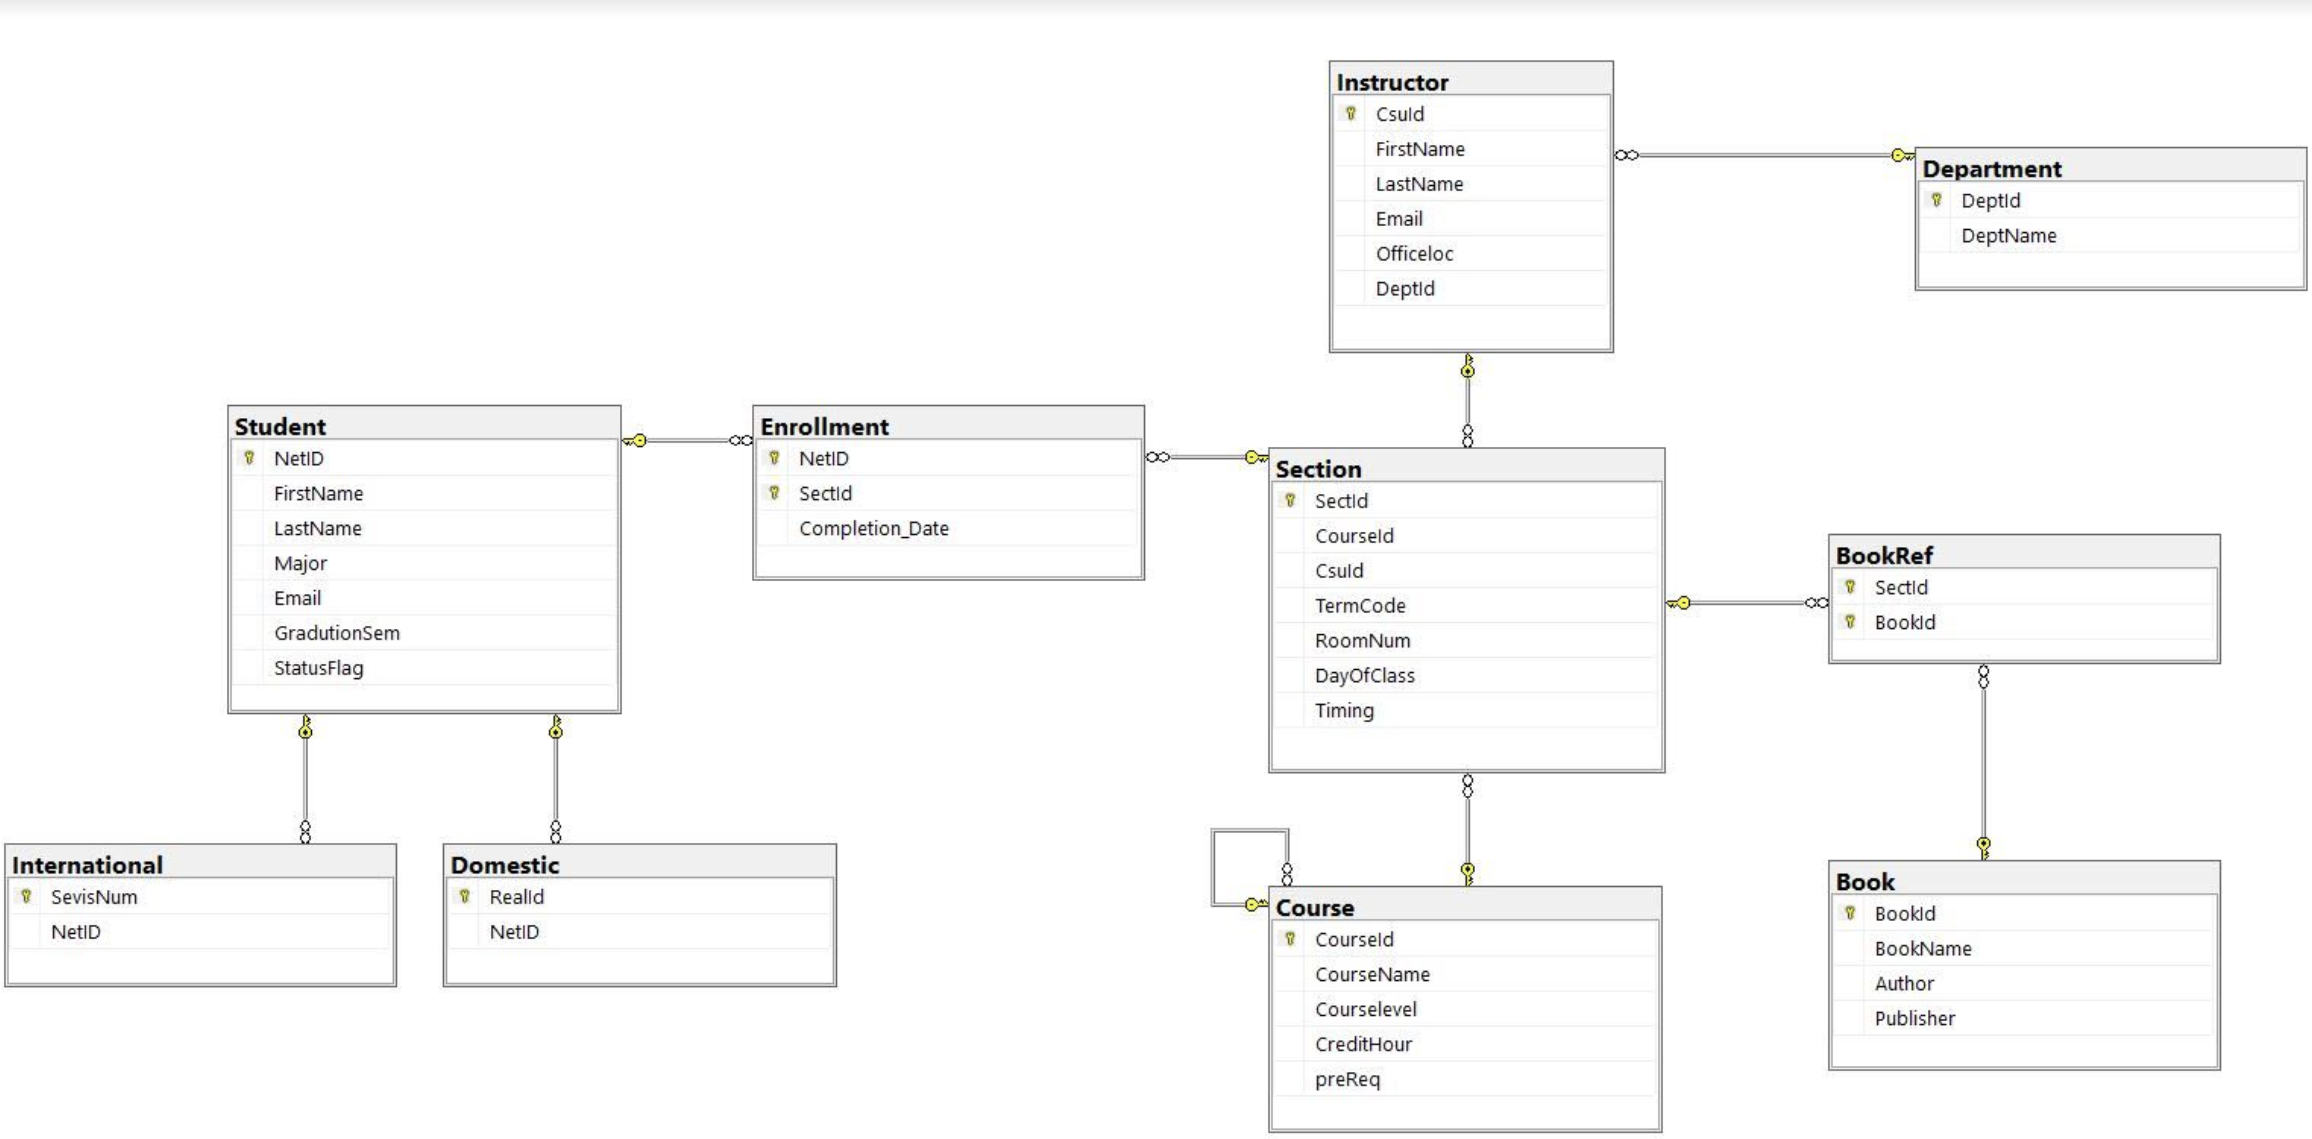 Instructor
CsuId
FirstName
LastName
Email
Officeloc
DeptId
Department
DeptId
DeptName
Student
NetID
FirstName
LastName
Major
Email
GradutionSem
StatusFlag
Enrollment
NetID
SectId
Completion_Date
Section
SectId
CourseId
CsuId
TermCode
RoomNum
DayOfClass
Timing
BookRef
SectId
BookId
International
SevisNum
NetID
Domestic
RealId
NetID
Course
CourseId
CourseName
Courselevel
CreditHour
preReq
Book
BookId
BookName
Author
Publisher